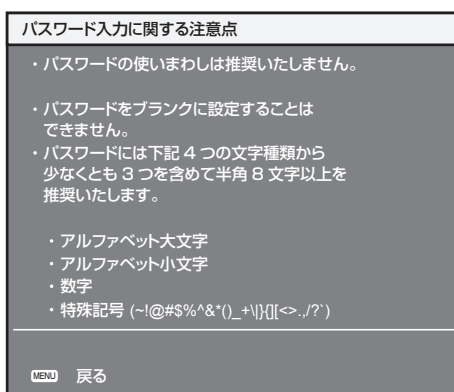 パスワード入力に関する注意点
・パスワードの使いまわしは推奨いたしません。
・パスワードをブランクに設定することは
できません。
・パスワードには下記 4 つの文字種類から
少なくとも 3 つを含めて半角 8 文字以上を
推奨いたします。
・アルファベット大文字
・アルファベット小文字
・数字
・特殊記号 (~!@#$%^&*()_+\|}{][<>.,/?`)
MENU 戻る